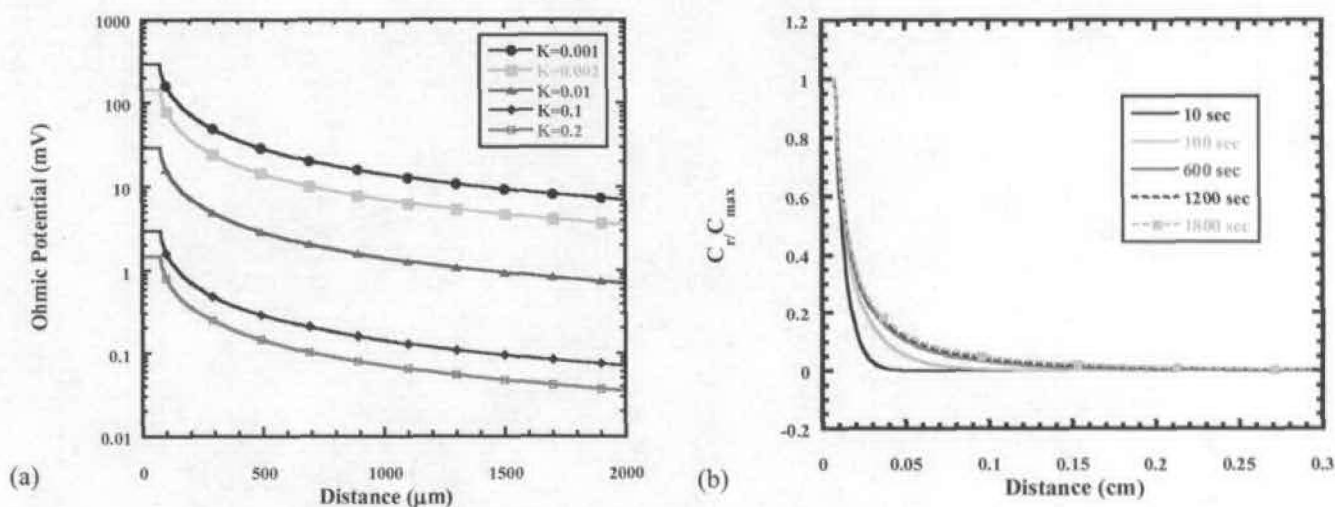 1000
100
10
1
0.1
0.01
Ohmic Potential (mV)
K=0.001
K=0.002
K=0.01
K=0.1
K=0.2
0
500
1000
1500
2000
Distance (µm)
(a)
1.2
1
0.8
0.6
0.4
0.2
0
-0.2
C_r/C_max
10 sec
100 sec
600 sec
1200 sec
1800 sec
0
0.05
0.1
0.15
0.2
0.25
0.3
Distance (cm)
(b)